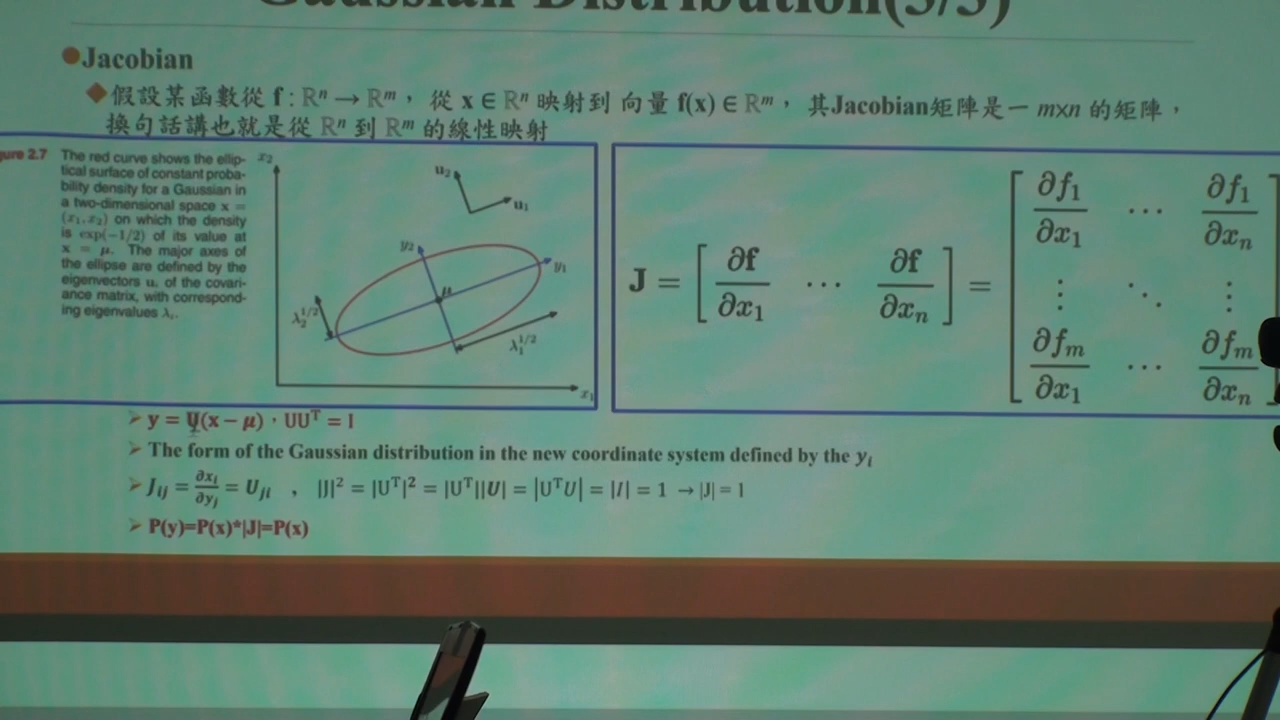 Gaussian Distribution(3/3)
Jacobian
假設某函數從 f : ℝⁿ → ℝᵐ， 從 x ∈ ℝⁿ 映射到 向量 f(x) ∈ ℝᵐ， 其Jacobian矩陣是一 m×n 的矩陣，
換句話講也就是從 ℝⁿ 到 ℝᵐ 的線性映射
2.7 The red curve shows the ellip-
tical surface of constant proba-
bility density for a Gaussian in
a two-dimensional space x =
(x₁, x₂) on which the density
is exp(−1/2) of its value at
x = μ. The major axes of
the ellipse are defined by the
eigenvectors uᵢ of the covari-
ance matrix, with correspond-
ing eigenvalues λᵢ.
x₂
u₂
u₁
y₂
y₁
μ
λ₂^{1/2}
λ₁^{1/2}
x₁
J = [ ∂f/∂x₁ ⋯ ∂f/∂xₙ ] = [ ∂f₁/∂x₁ ⋯ ∂f₁/∂xₙ
⋮ ⋱ ⋮
∂fₘ/∂x₁ ⋯ ∂fₘ/∂xₙ ]
y = U(x − μ)，UUᵀ = I
The form of the Gaussian distribution in the new coordinate system defined by the yᵢ
Jᵢⱼ = ∂xᵢ/∂yⱼ = Uⱼᵢ ， |J|² = |Uᵀ|² = |Uᵀ||U| = |UᵀU| = |I| = 1 → |J| = 1
P(y)=P(x)*|J|=P(x)